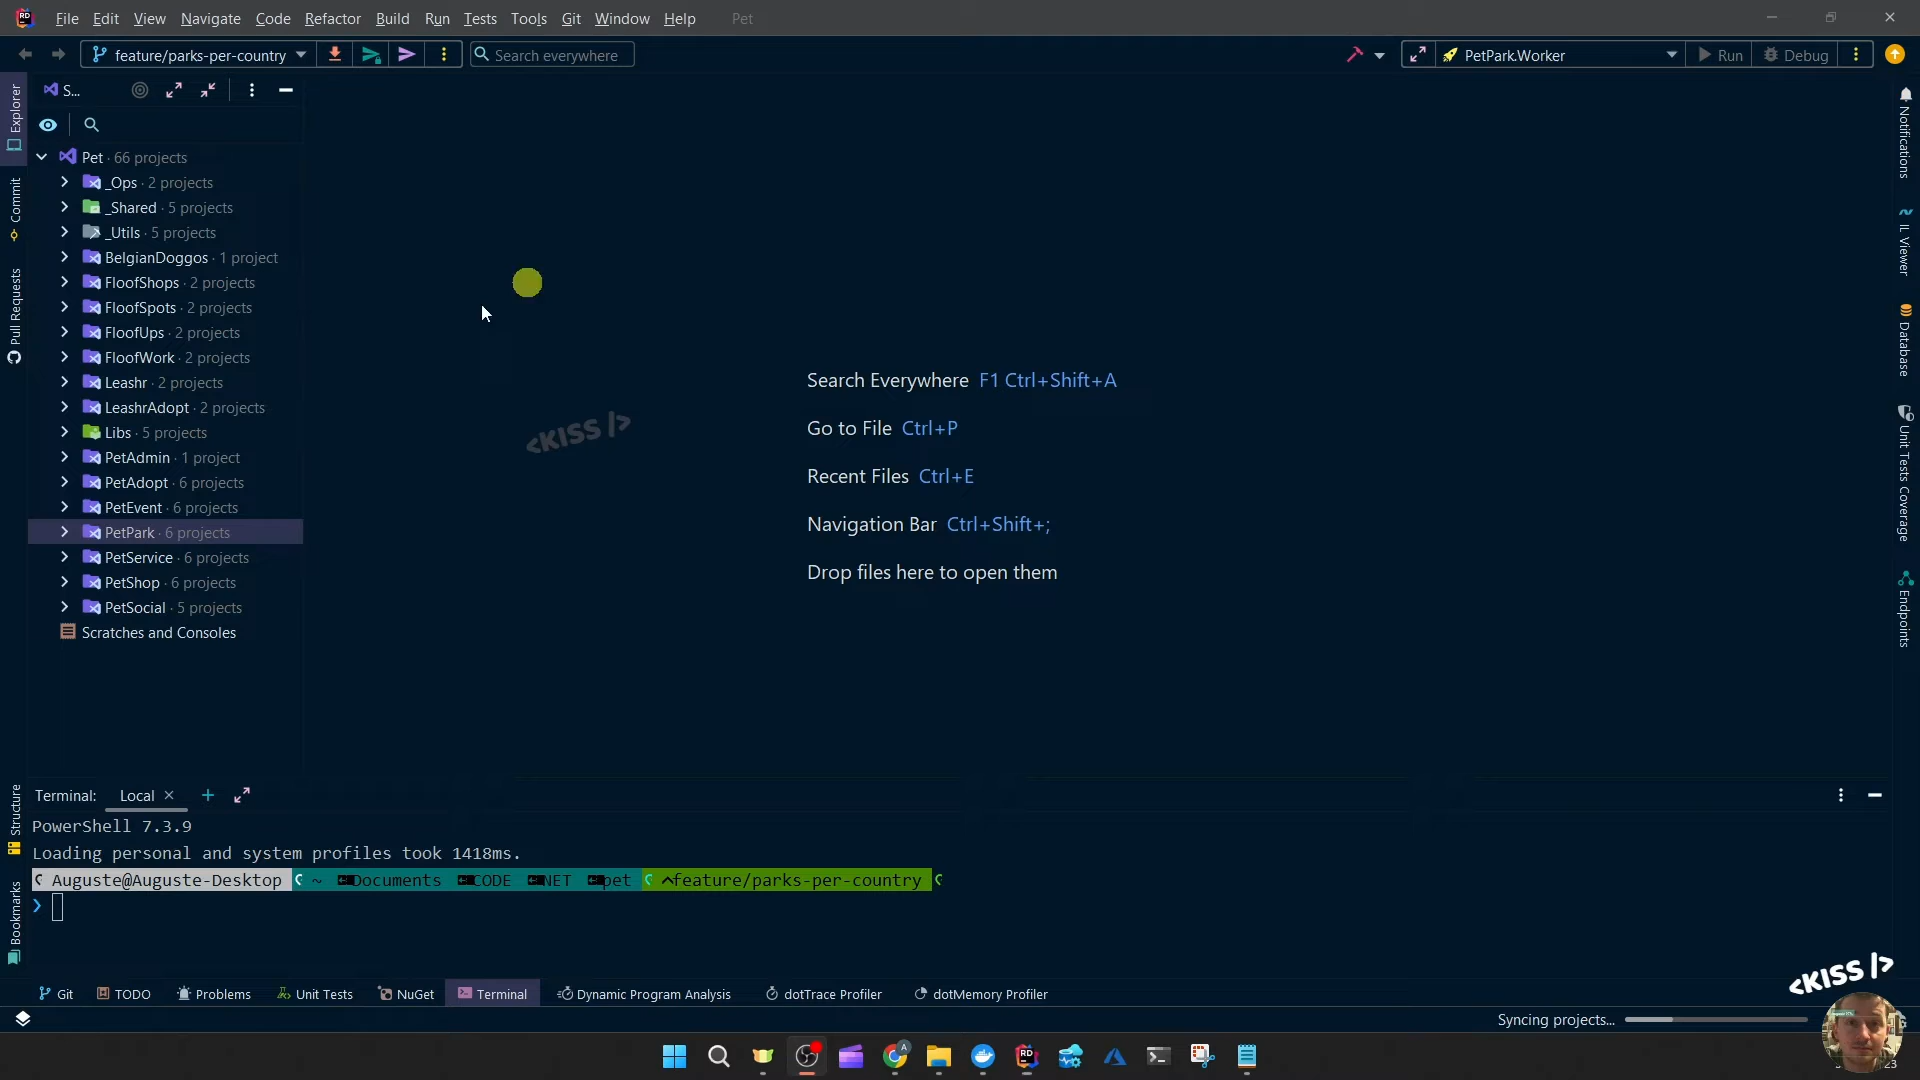 File Edit View Navigate Code Refactor Build Run Tests Tools Git Window Help Pet
feature/parks-per-country
Search everywhere
PetPark.Worker
Run
Debug
Explorer
Commit
Pull Requests
Structure
Bookmarks
S...
Pet · 66 projects
_Ops · 2 projects
_Shared · 5 projects
_Utils · 5 projects
BelgianDoggos · 1 project
FloofShops · 2 projects
FloofSpots · 2 projects
FloofUps · 2 projects
FloofWork · 2 projects
Leashr · 2 projects
LeashrAdopt · 2 projects
Libs · 5 projects
PetAdmin · 1 project
PetAdopt · 6 projects
PetEvent · 6 projects
PetPark · 6 projects
PetService · 6 projects
PetShop · 6 projects
PetSocial · 5 projects
Scratches and Consoles
<KISS />
Search Everywhere F1 Ctrl+Shift+A
Go to File Ctrl+P
Recent Files Ctrl+E
Navigation Bar Ctrl+Shift+;
Drop files here to open them
Notifications
IL Viewer
Database
Unit Tests Coverage
Endpoints
Terminal: Local
PowerShell 7.3.9
Loading personal and system profiles took 1418ms.
Auguste@Auguste-Desktop ~ Documents CODE NET pet feature/parks-per-country
<KISS />
Git TODO Problems Unit Tests NuGet Terminal Dynamic Program Analysis dotTrace Profiler dotMemory Profiler
Syncing projects...